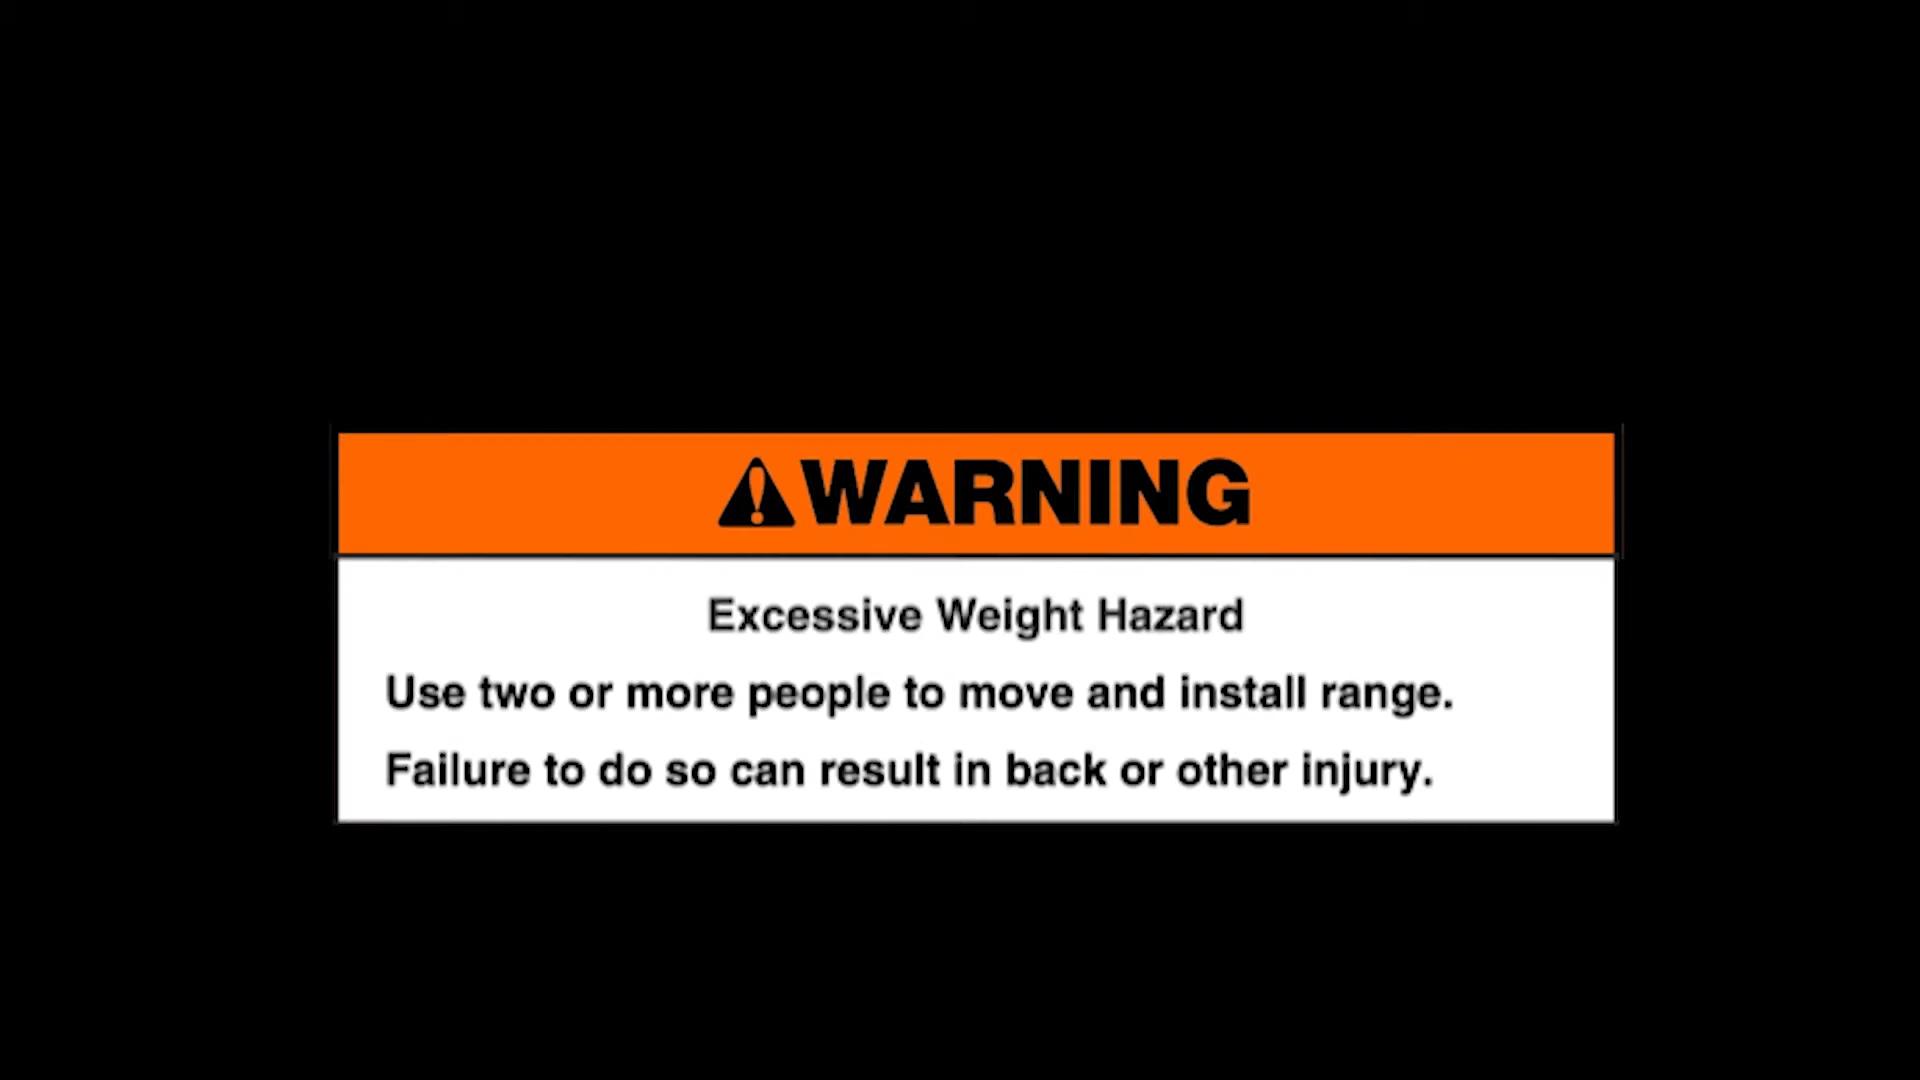 WARNING
Excessive Weight Hazard
Use two or more people to move and install range.
Failure to do so can result in back or other injury.